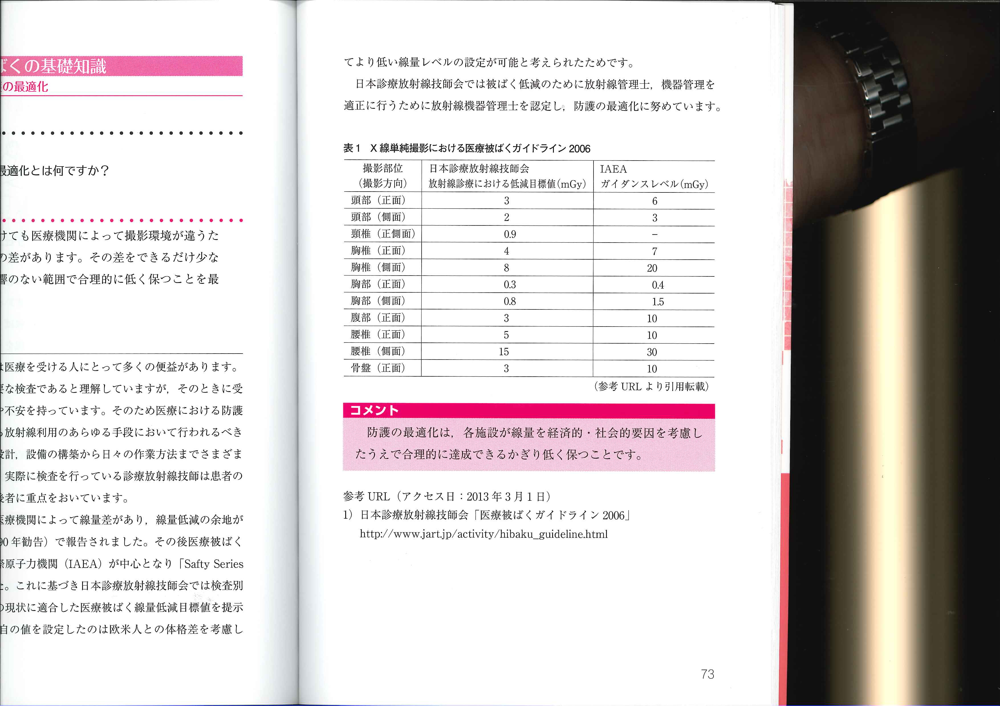 くの基礎知識
の最適化
最適化とは何ですか？
けても医療機関によって撮影環境が違うた
の差があります。その差をできるだけ少な
響のない範囲で合理的に低く保つことを最
は医療を受ける人にとって多くの便益があります。
要な検査であると理解していますが，そのときに受
や不安を持っています。そのため医療における防護
放射線利用のあらゆる手段において行われるべき
設計，設備の構築から日々の作業方法までさまざま
実際に検査を行っている診療放射線技師は患者の
後者に重点をおいています。
医療機関によって線量差があり，線量低減の余地が
90年勧告）で報告されました。その後医療被ばく
際原子力機関（IAEA）が中心となり「Safty Series
た。これに基づき日本診療放射線技師会では検査別
の現状に適合した医療被ばく線量低減目標値を提示
自の値を設定したのは欧米人との体格差を考慮し
てより低い線量レベルの設定が可能と考えられたためです。
日本診療放射線技師会では被ばく低減のために放射線管理士，機器管理を
適正に行うために放射線機器管理士を認定し，防護の最適化に努めています。
表1　X線単純撮影における医療被ばくガイドライン2006
撮影部位 日本診療放射線技師会 IAEA
（撮影方向） 放射線診療における低減目標値（mGy） ガイダンスレベル（mGy）
頭部（正面） 3 6
頭部（側面） 2 3
頸椎（正側面） 0.9 −
胸椎（正面） 4 7
胸椎（側面） 8 20
胸部（正面） 0.3 0.4
胸部（側面） 0.8 1.5
腹部（正面） 3 10
腰椎（正面） 5 10
腰椎（側面） 15 30
骨盤（正面） 3 10
（参考URLより引用転載）
コメント
防護の最適化は，各施設が線量を経済的・社会的要因を考慮し
たうえで合理的に達成できるかぎり低く保つことです。
参考URL（アクセス日：2013年3月1日）
1）日本診療放射線技師会「医療被ばくガイドライン2006」
http://www.jart.jp/activity/hibaku_guideline.html
73